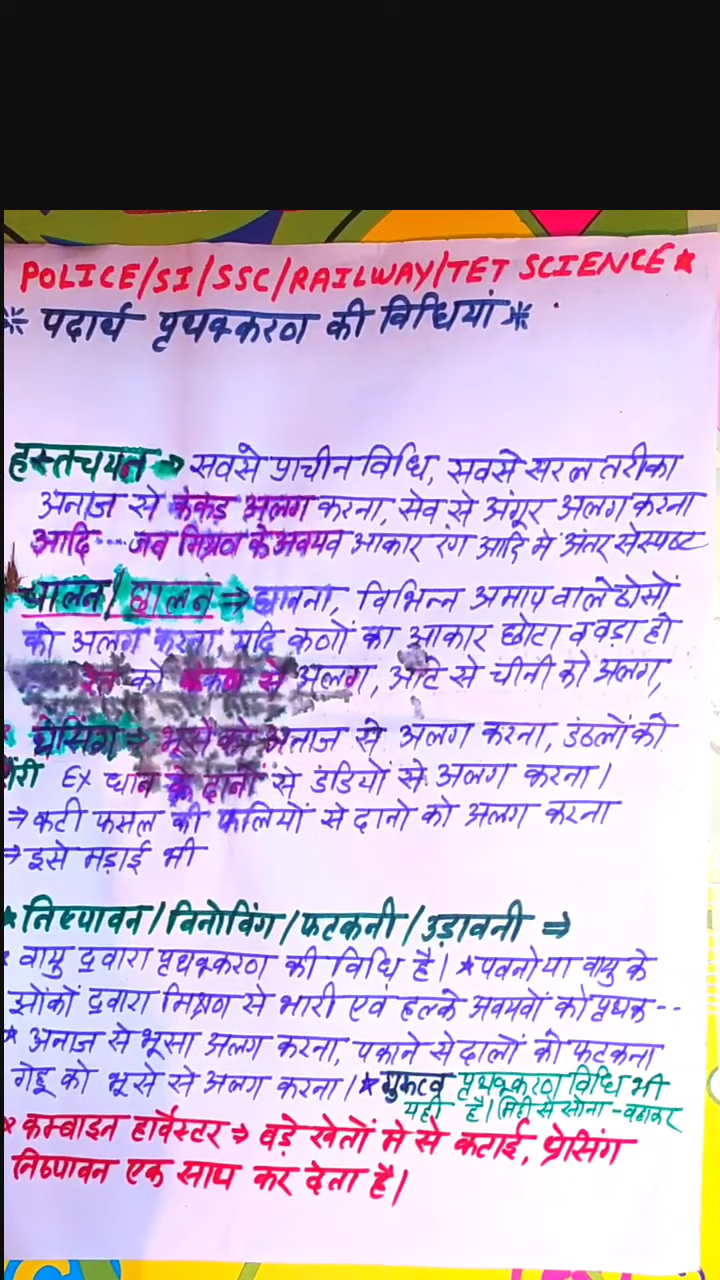 POLICE/SI/SSC/RAILWAY/TET SCIENCE★
* पदार्थ पृथक्करण की विधियां *
हस्तचयन → सबसे प्राचीन विधि, सबसे सरल तरीका
अनाज से कंकड़ अलग करना, सेव से अंगूर अलग करना
आदि... जब मिश्रण के अवयव आकार रंग आदि मे अंतर से स्पष्ट
चालन/छालन ⇒ छानना, विभिन्न अमाप वाले ठोसों
को अलग करना, यदि कणों का आकार छोटा व बड़ा हो
को से अलग, आटे से चीनी को अलग,
थ्रेसिंग → भूसे को अनाज से अलग करना, डंठलों को
Ex धान के दानों से डंडियों से अलग करना।
⇒ कटी फसल की फलियों से दानो को अलग करना
⇒ इसे मड़ाई भी
★ निष्पावन/विनोविंग/फटकनी/उड़ावनी ⇒
★ वायु द्वारा पृथक्करण की विधि है। ★ पवनो या वायु के
झोंकों द्वारा मिश्रण से भारी एवं हलके अवयवों को पृथक--
★ अनाज से भूसा अलग करना, पकाने से दालों को फटकना
गेहू को भूसे से अलग करना। ★ गुरुत्व पृथक्करण विधि भी
यही है। मिट्टी से सोना -
★ कम्बाइन हार्वेस्टर ⇒ बड़े खेतों मे से कटाई, थ्रेसिंग
निष्पावन एक साथ कर देता है।